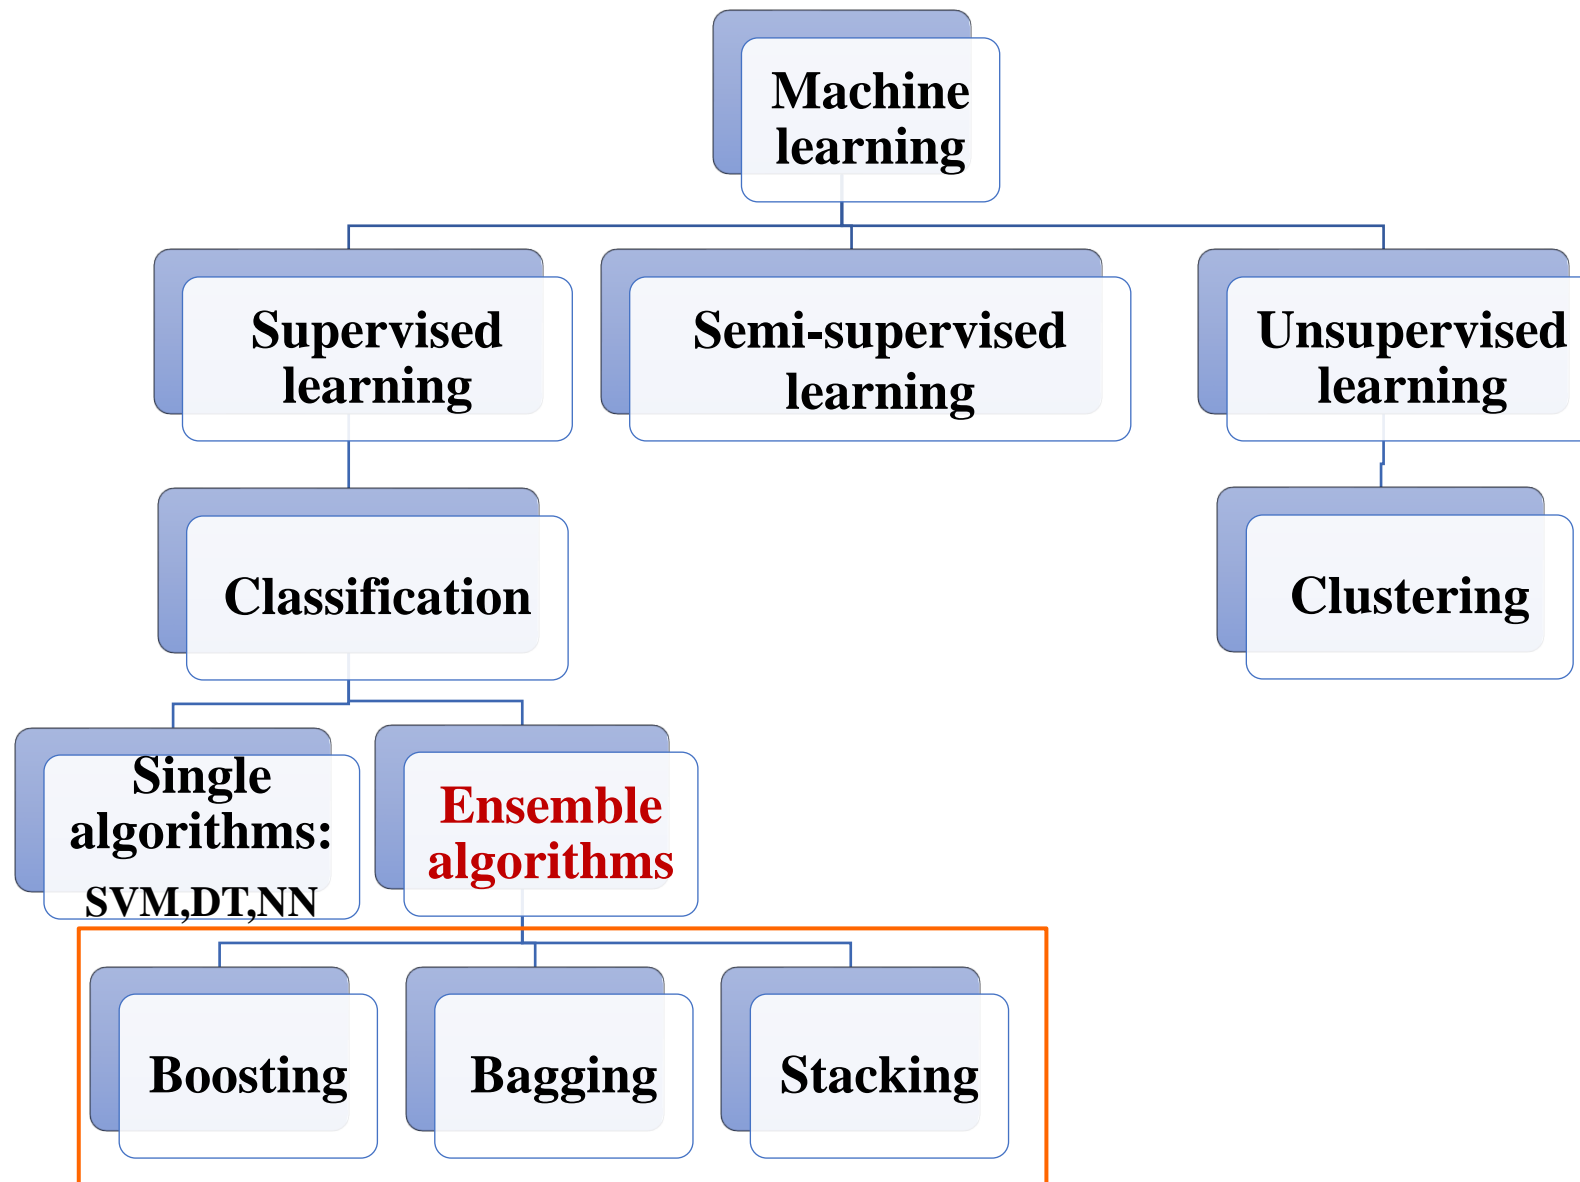 Machine
learning
Supervised
learning
Semi-supervised
learning
Unsupervised
learning
Classification
Clustering
Single
algorithms:
SVM,DT,NN
Ensemble
algorithms
Boosting
Bagging
Stacking